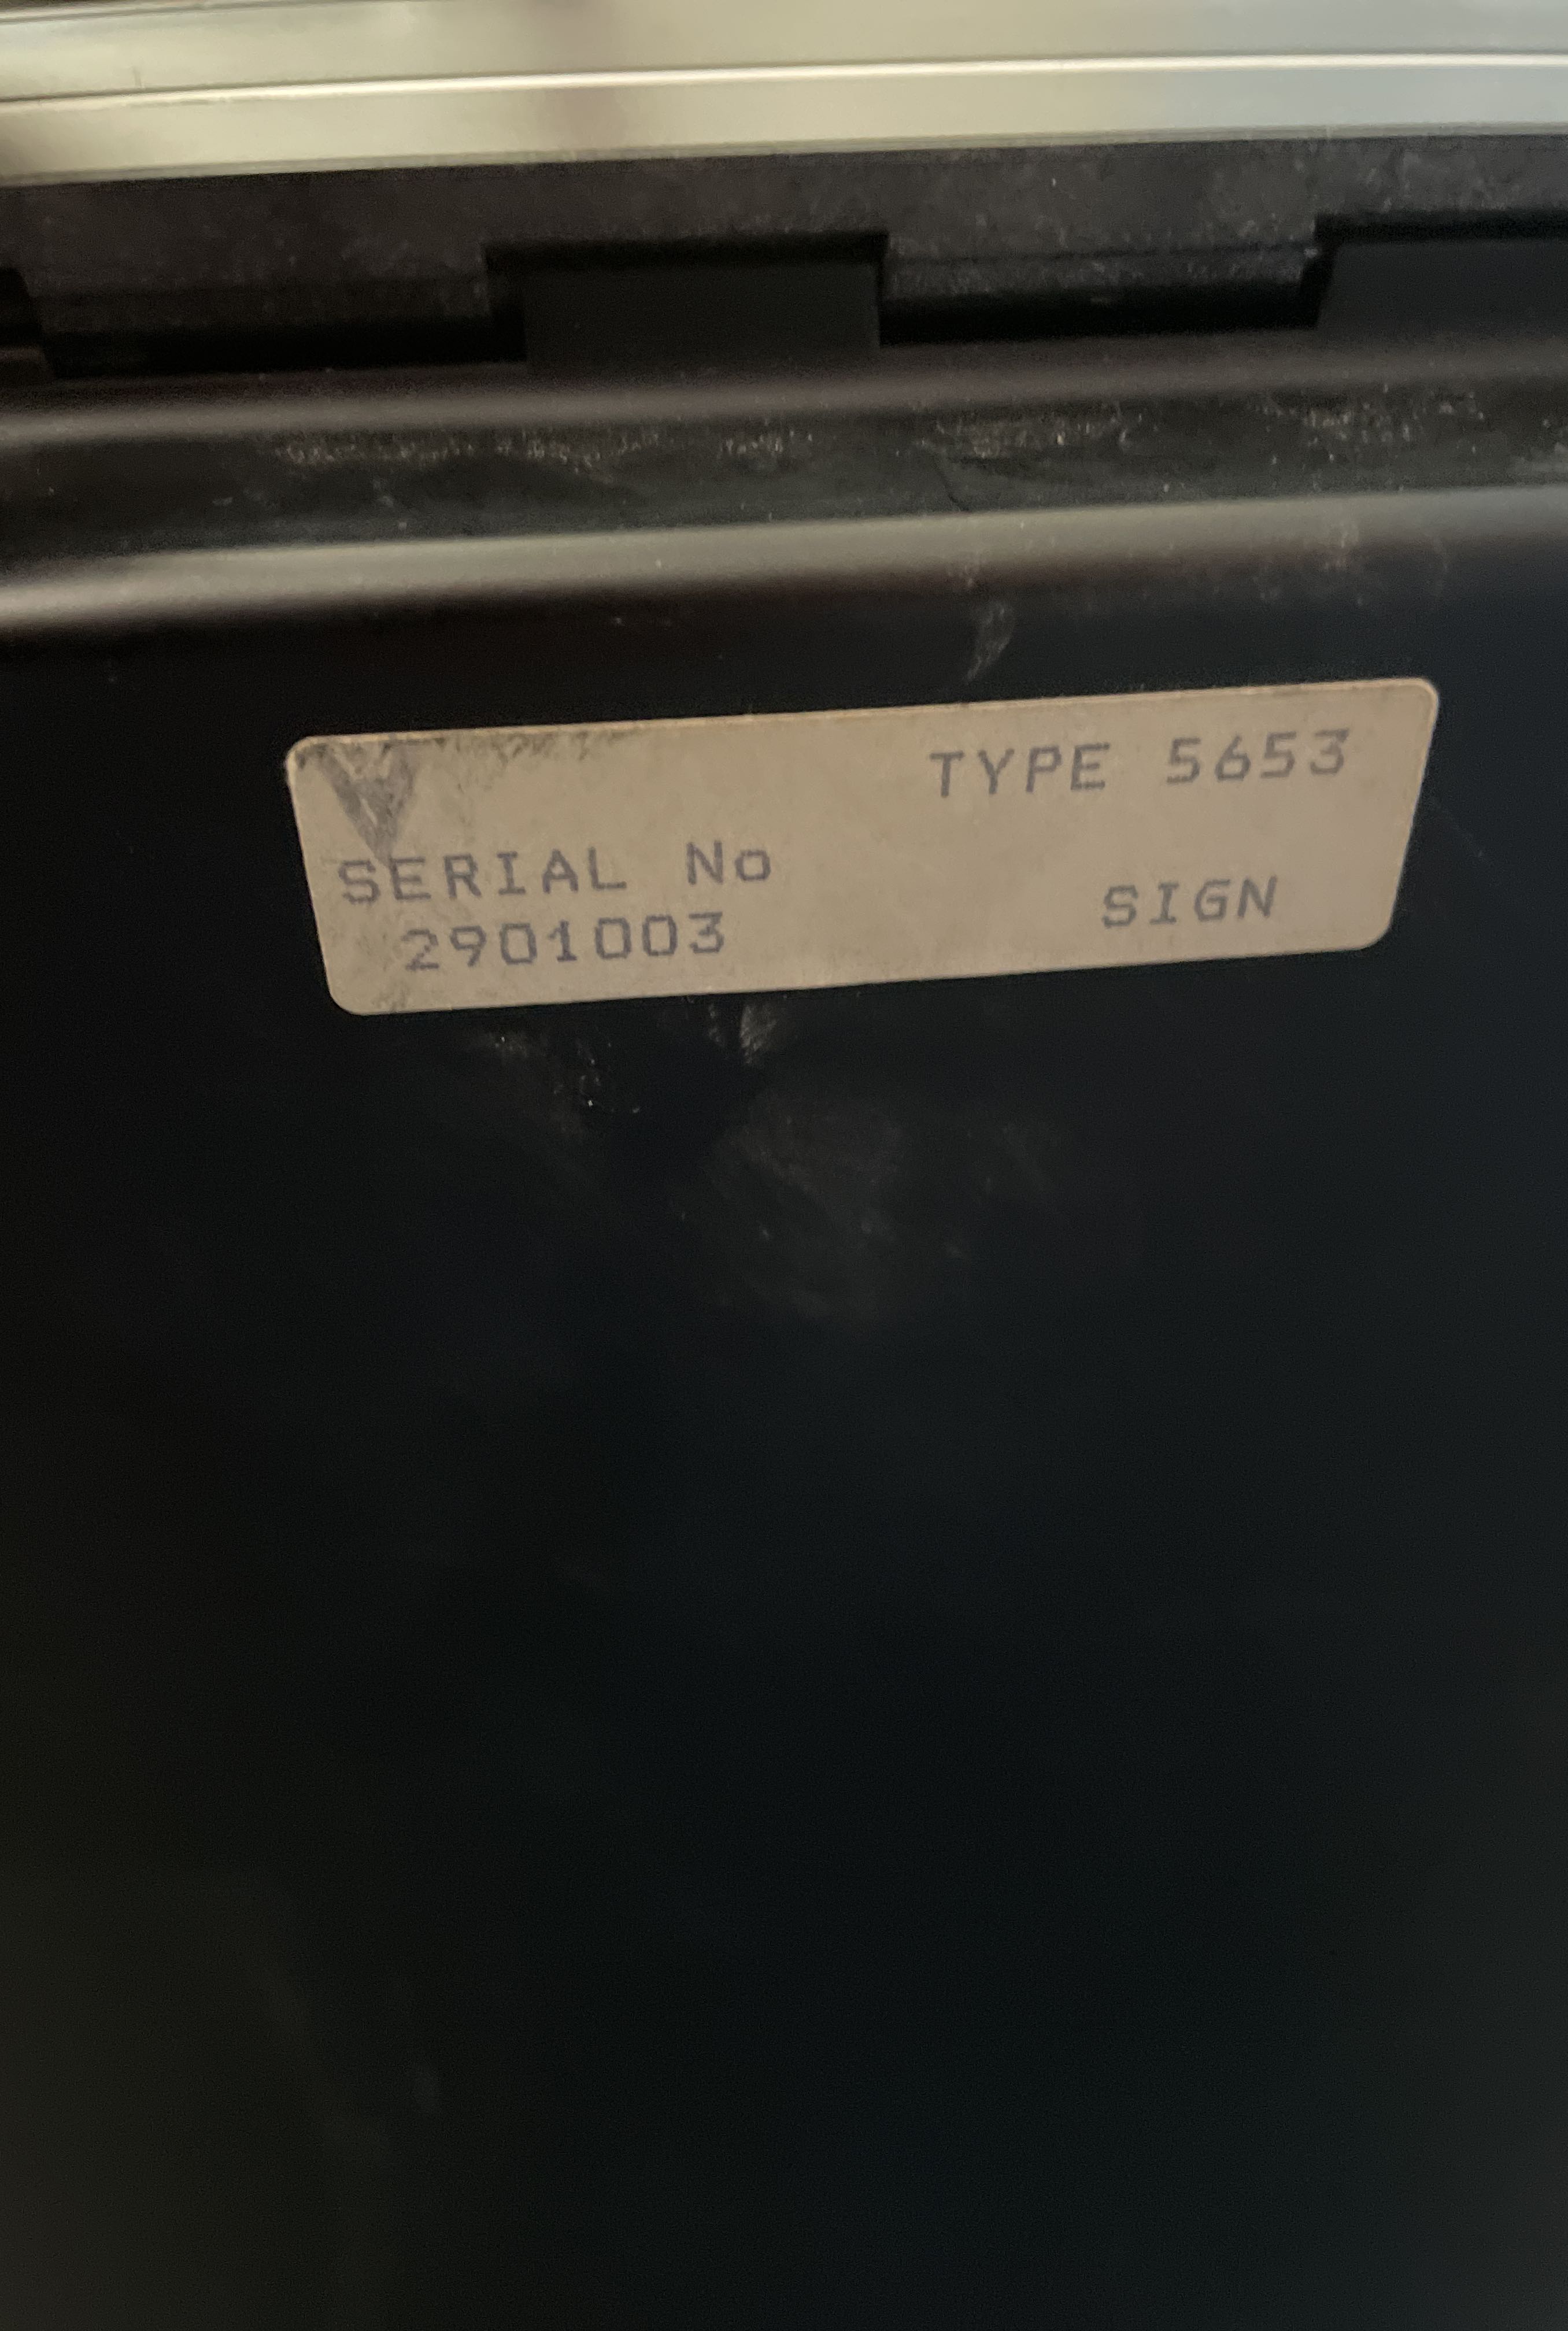 TYPE 5653
SERIAL No
2901003
SIGN